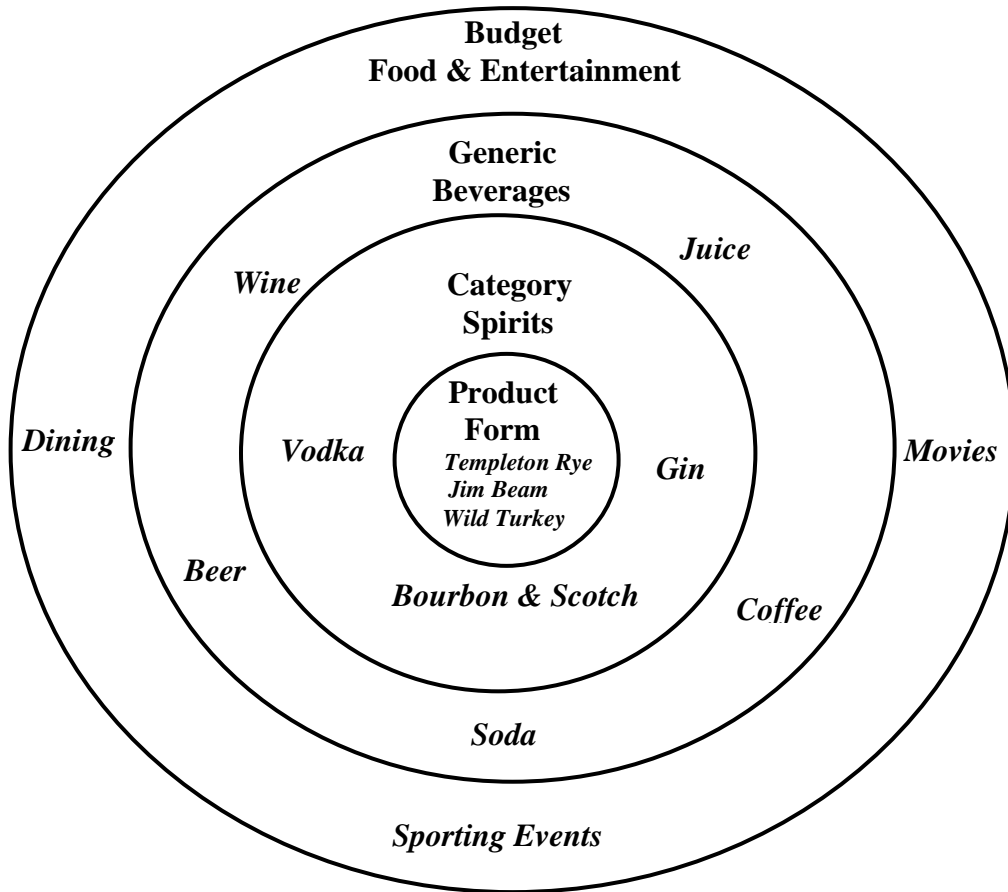 Budget
Food & Entertainment
Generic
Beverages
Juice
Wine
Category
Spirits
Product
Form
Dining
Vodka
Templeton Rye
Gin
Movies
Jim Beam
Wild Turkey
Beer
Bourbon & Scotch
Coffee
Soda
Sporting Events